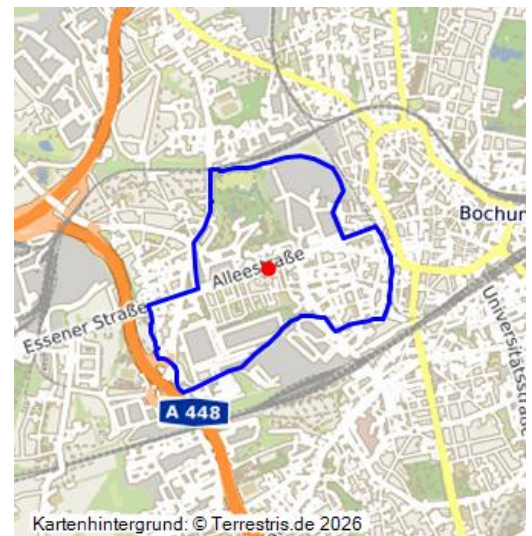 Bochum
Alleestraße
Essener Straße
Universitätsstraße
A 448
Kartenhintergrund: © Terrestris.de 2026